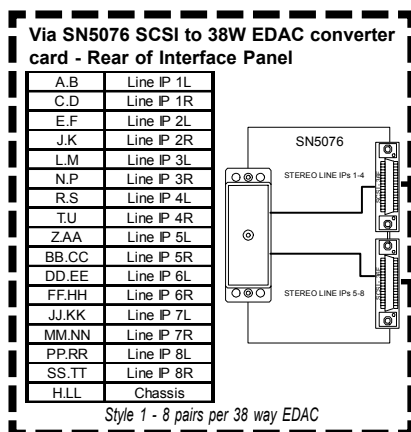 Via SN5076 SCSI to 38W EDAC converter
card - Rear of Interface Panel
A.B Line IP 1L
C.D Line IP 1R
E.F Line IP 2L
J.K Line IP 2R
L.M Line IP 3L
N.P Line IP 3R
R.S Line IP 4L
T.U Line IP 4R
Z.AA Line IP 5L
BB.CC Line IP 5R
DD.EE Line IP 6L
FF.HH Line IP 6R
JJ.KK Line IP 7L
MM.NN Line IP 7R
PP.RR Line IP 8L
SS.TT Line IP 8R
H.LL Chassis
SN5076
STEREO LINE IPs 1-4
STEREO LINE IPs 5-8
Style 1 - 8 pairs per 38 way EDAC